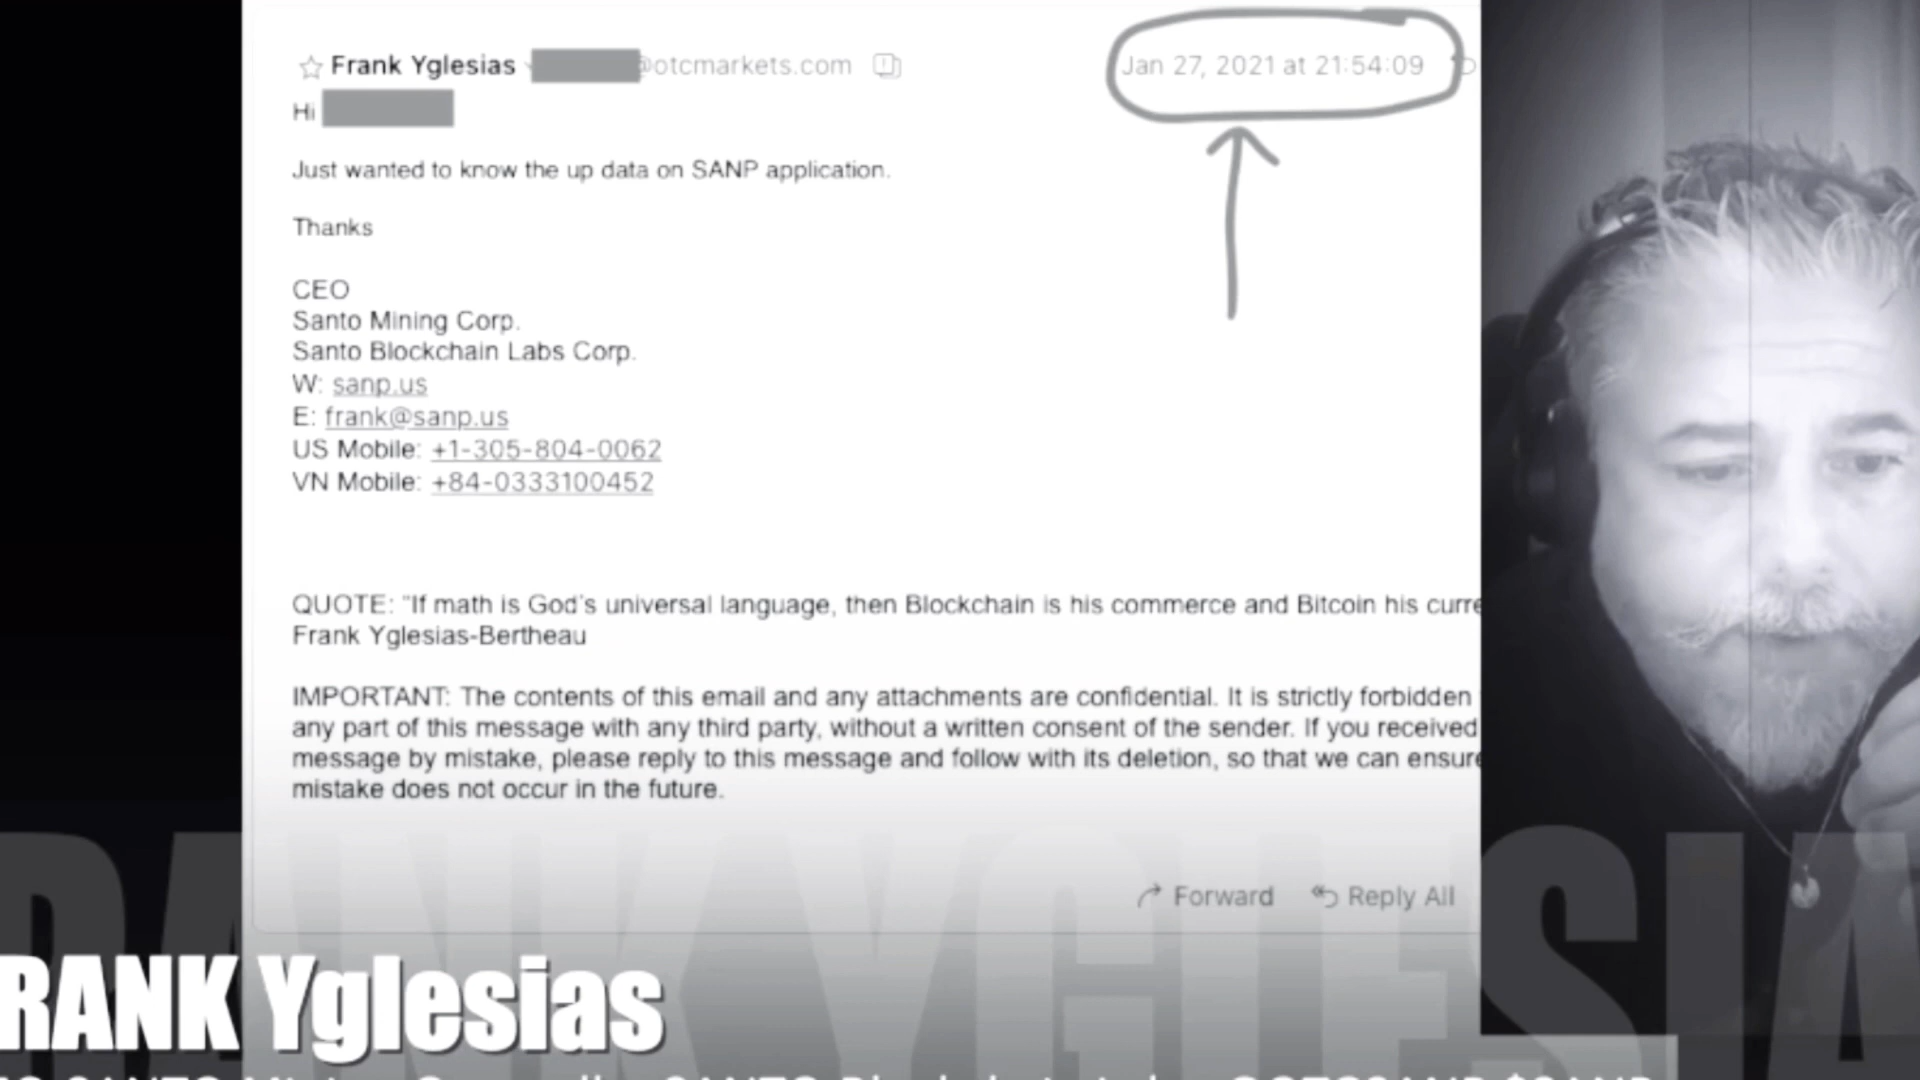 Frank Yglesias @otcmarkets.com Jan 27, 2021 at 21:54:09
Hi
Just wanted to know the up data on SANP application.
Thanks
CEO
Santo Mining Corp.
Santo Blockchain Labs Corp.
W: sanp.us
E: frank@sanp.us
US Mobile: +1-305-804-0062
VN Mobile: +84-0333100452
QUOTE: "If math is God's universal language, then Blockchain is his commerce and Bitcoin his curre
Frank Yglesias-Bertheau
IMPORTANT: The contents of this email and any attachments are confidential. It is strictly forbidden
any part of this message with any third party, without a written consent of the sender. If you received
message by mistake, please reply to this message and follow with its deletion, so that we can ensure
mistake does not occur in the future.
Forward Reply All
RANK Yglesias